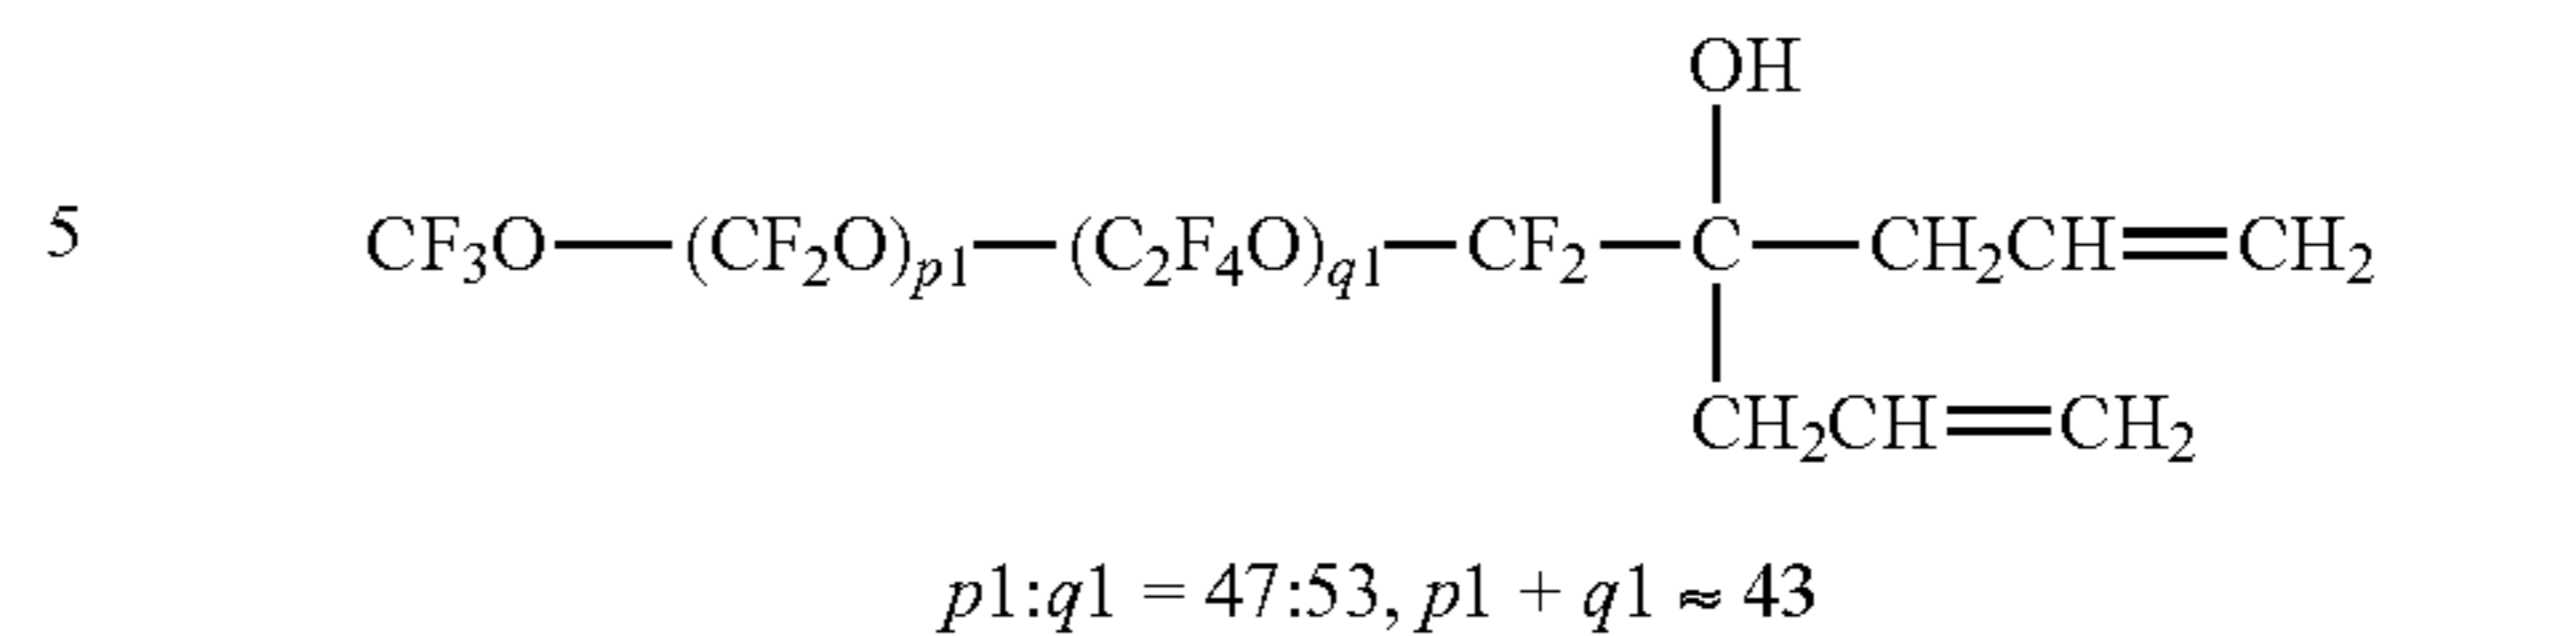 OH
5 CF₃O—(CF₂O)ₚ₁—(C₂F₄O)q1—CF₂—C—CH₂CH=CH₂
CH₂CH=CH₂
p1:q1 = 47:53, p1 + q1 ≈ 43